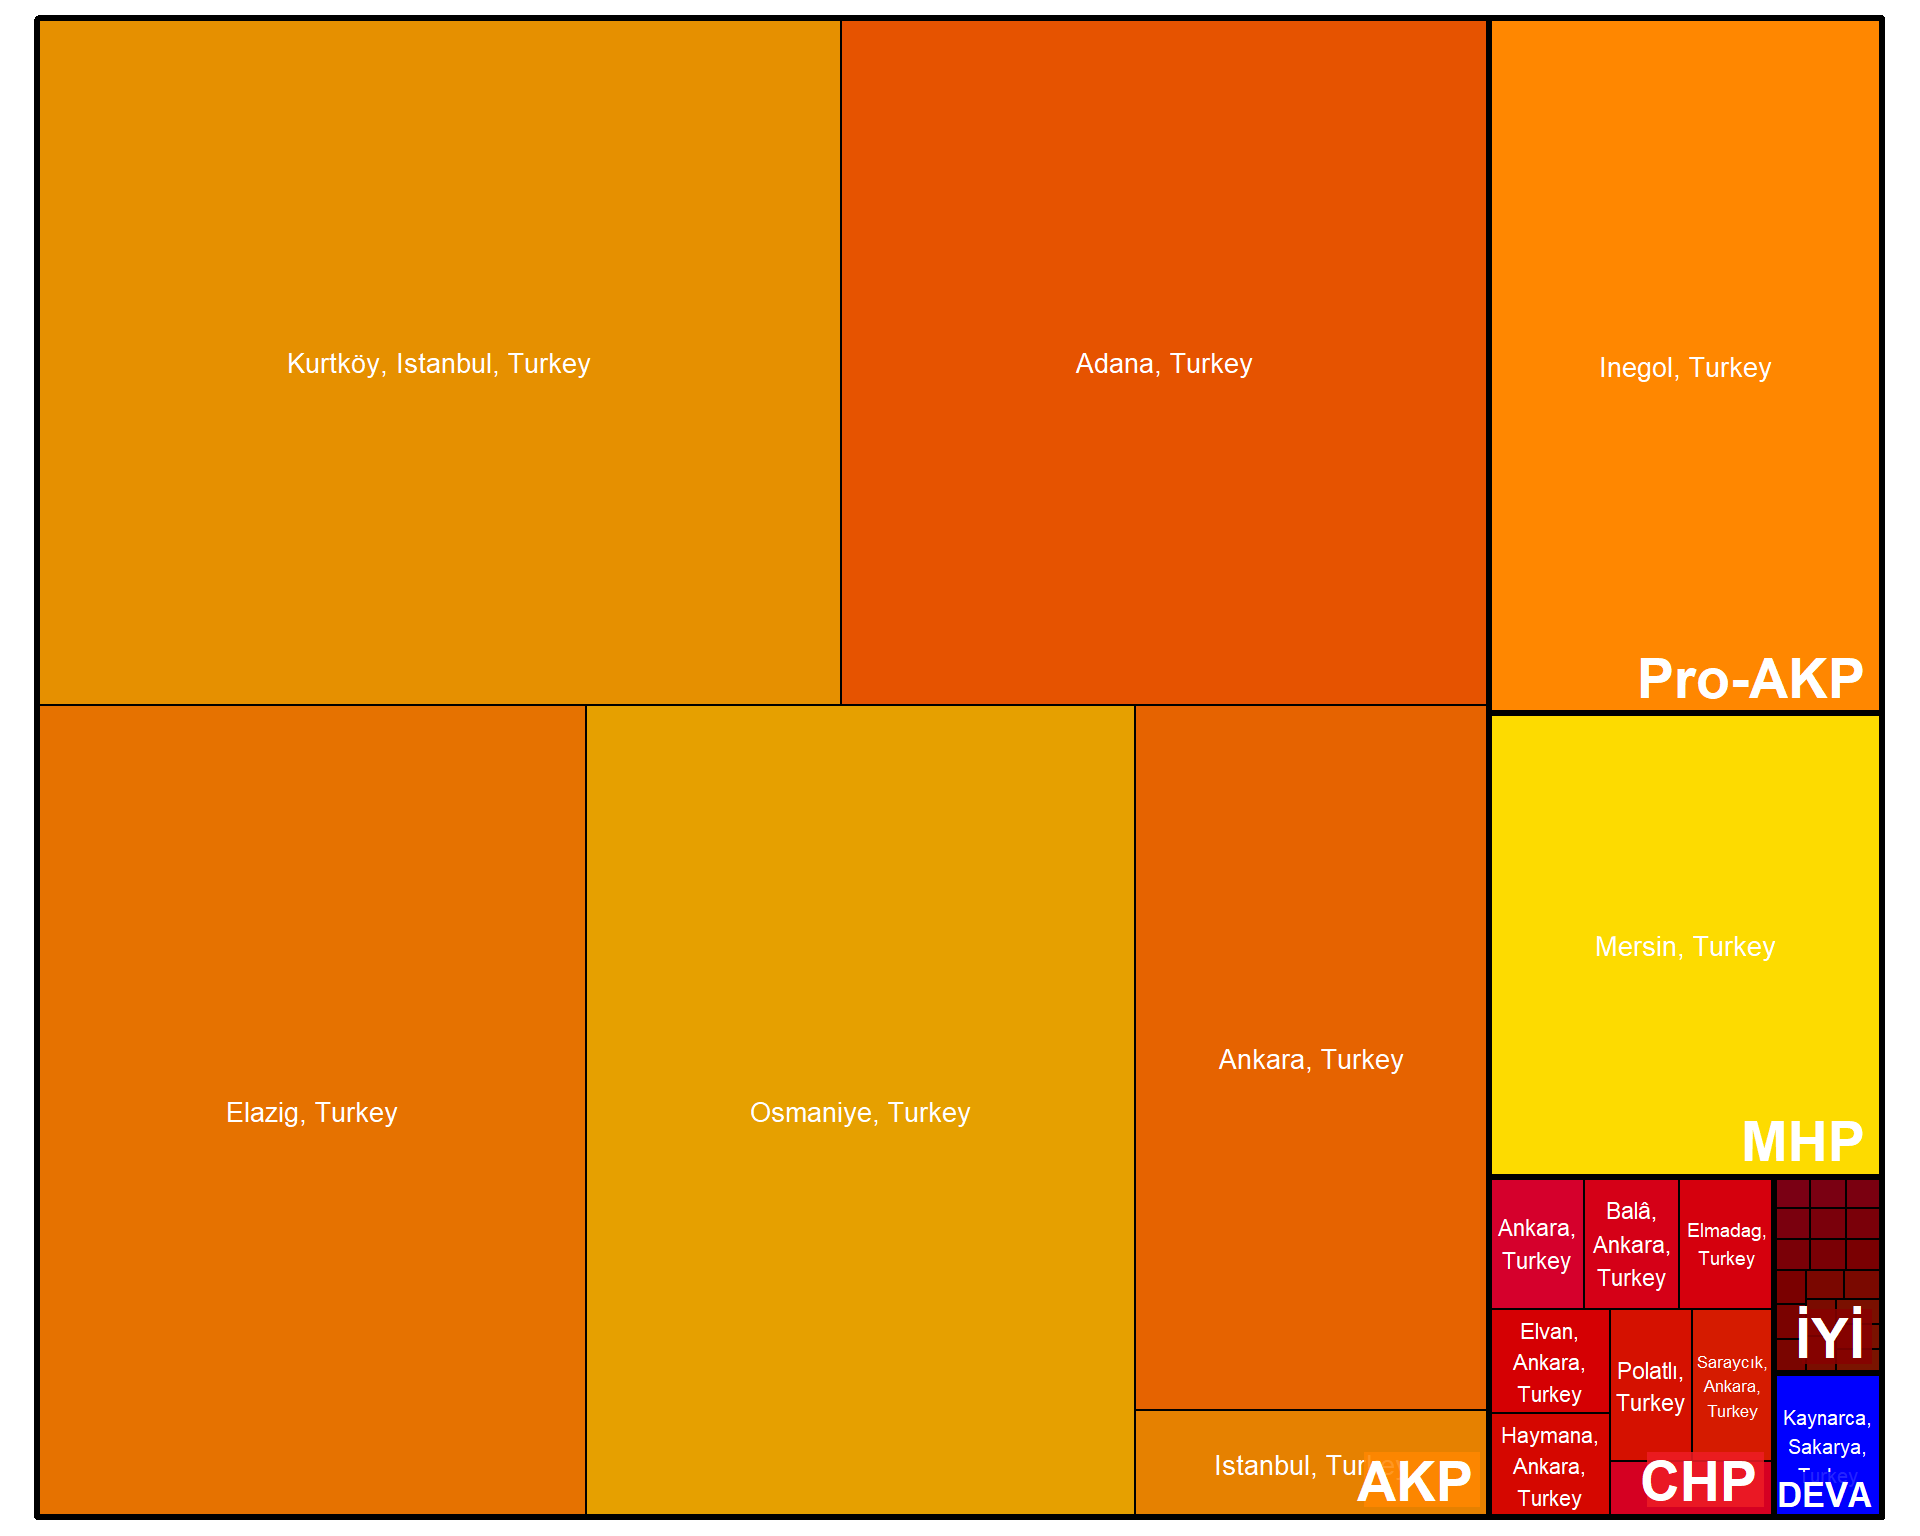 Kurtköy, Istanbul, Turkey
Adana, Turkey
Inegol, Turkey
Pro-AKP
Elazig, Turkey
Osmaniye, Turkey
Ankara, Turkey
Istanbul, Turkey
AKP
Mersin, Turkey
MHP
Ankara,
Turkey
Balâ,
Ankara,
Turkey
Elmadag,
Turkey
Elvan,
Ankara,
Turkey
Haymana,
Ankara,
Turkey
Polatlı,
Turkey
Saraycık,
Ankara,
Turkey
CHP
İYİ
Kaynarca,
Sakarya,
Turkey
DEVA